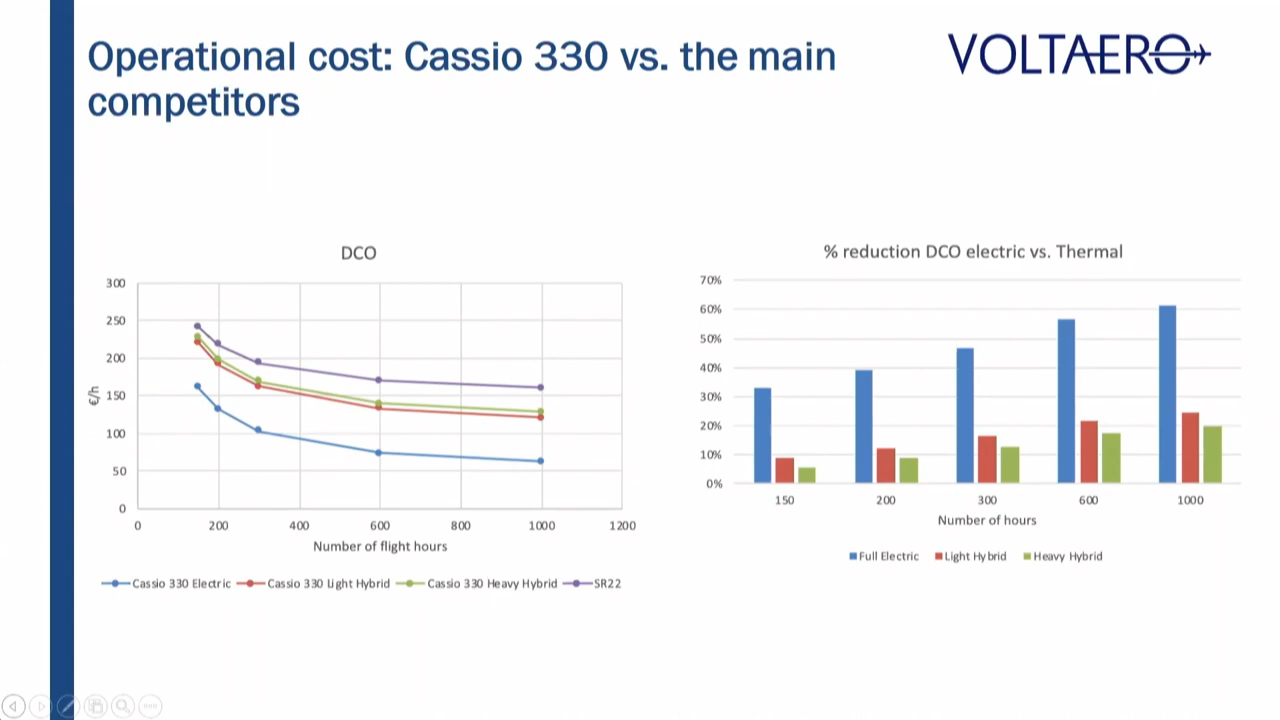 Operational cost: Cassio 330 vs. the main
competitors
VOLTAERO
DCO
300
250
200
150
100
50
0
€/h
0 200 400 600 800 1000 1200
Number of flight hours
Cassio 330 Electric Cassio 330 Light Hybrid Cassio 330 Heavy Hybrid SR22
% reduction DCO electric vs. Thermal
70%
60%
50%
40%
30%
20%
10%
0%
150 200 300 600 1000
Number of hours
Full Electric Light Hybrid Heavy Hybrid